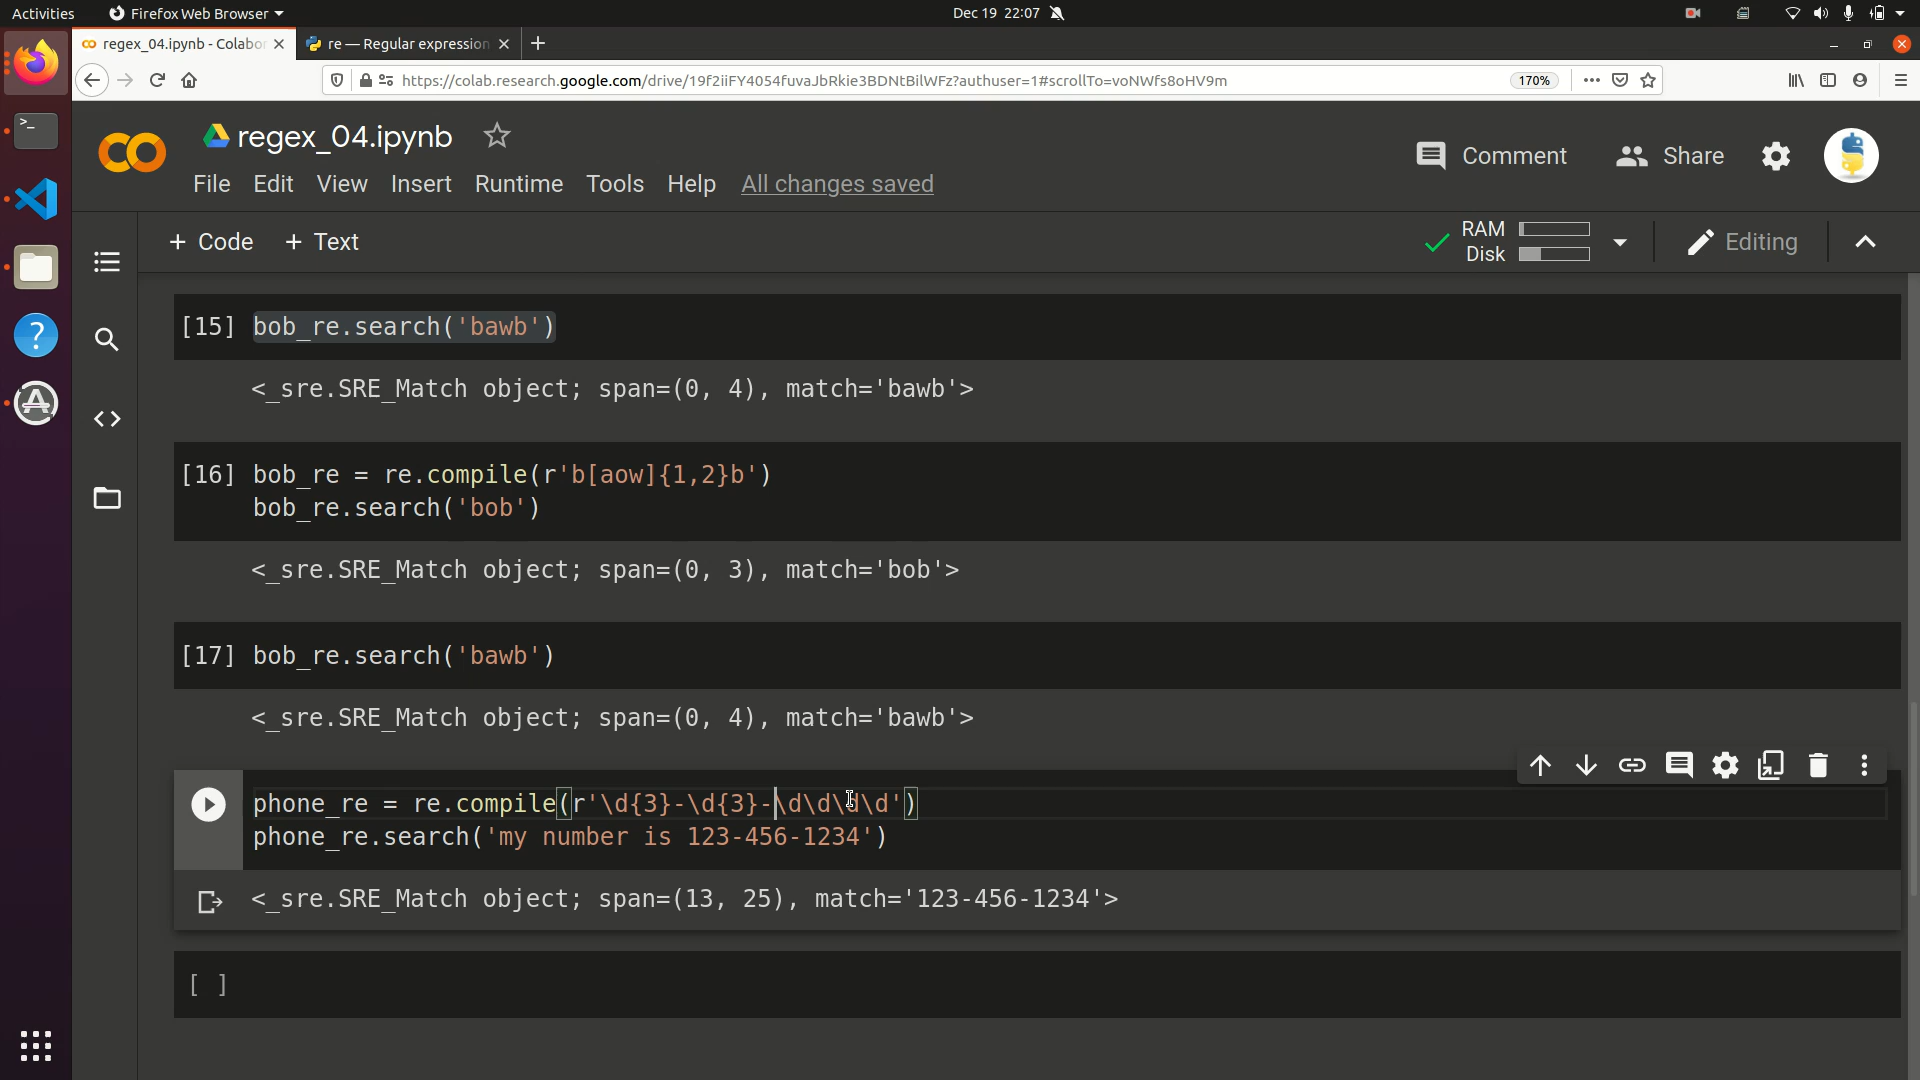 Activities Firefox Web Browser Dec 19 22:07
regex_04.ipynb - Colabo re — Regular expression
https://colab.research.google.com/drive/19f2iiFY4054fuvaJbRkie3BDNtBilWFz?authuser=1#scrollTo=voNWfs8oHV9m 170%
regex_04.ipynb
Comment Share
File Edit View Insert Runtime Tools Help All changes saved
+ Code + Text RAM Disk Editing
[15] bob_re.search('bawb')
<_sre.SRE_Match object; span=(0, 4), match='bawb'>
[16] bob_re = re.compile(r'b[aow]{1,2}b')
bob_re.search('bob')
<_sre.SRE_Match object; span=(0, 3), match='bob'>
[17] bob_re.search('bawb')
<_sre.SRE_Match object; span=(0, 4), match='bawb'>
phone_re = re.compile(r'\d{3}-\d{3}-\d\d\d\d')
phone_re.search('my number is 123-456-1234')
<_sre.SRE_Match object; span=(13, 25), match='123-456-1234'>
[ ]